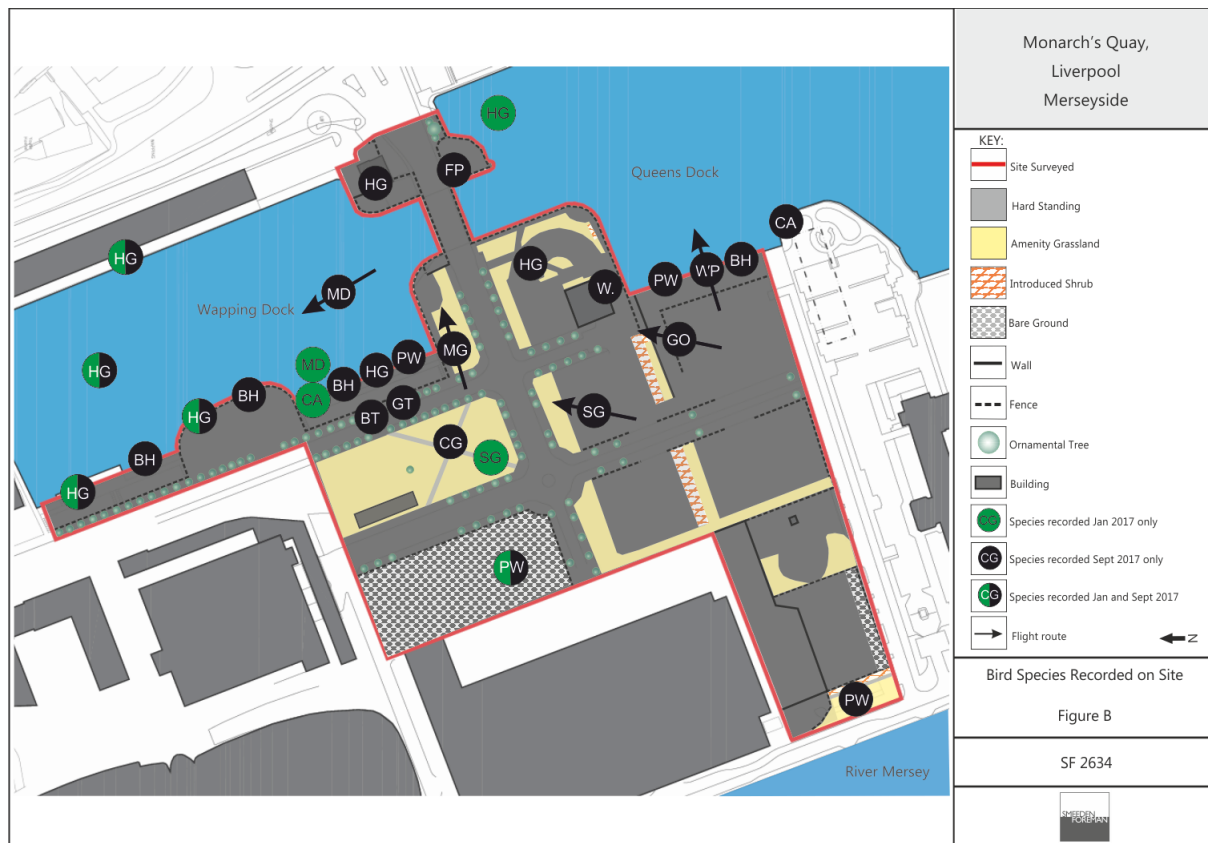 Monarch's Quay,
Liverpool
Merseyside
KEY:
Site Surveyed
Hard Standing
Amenity Grassland
Introduced Shrub
Bare Ground
Wall
Fence
Ornamental Tree
Building
CG Species recorded Jan 2017 only
CG Species recorded Sept 2017 only
CG Species recorded Jan and Sept 2017
Flight route
N
Bird Species Recorded on Site
Figure B
SF 2634
SMEEDEN
FOREMAN
HG
HG
FP
Queens Dock
CA
HG
HG
W.
PW
WP
BH
MD
Wapping Dock
GO
MG
HG
MD
CA
BH
HG
PW
BH
HG
BT
GT
SG
CG
SG
BH
HG
PW
PW
River Mersey